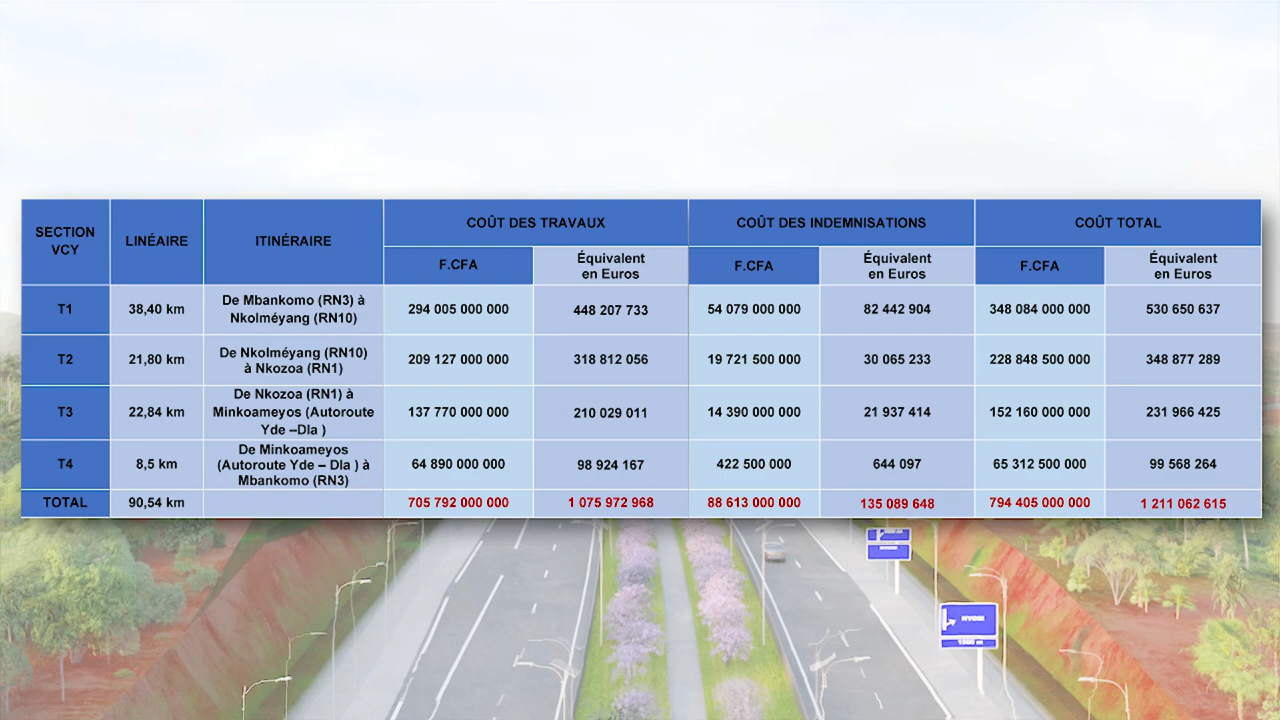 SECTION VCY LINÉAIRE ITINÉRAIRE COÛT DES TRAVAUX COÛT DES INDEMNISATIONS COÛT TOTAL
F.CFA Équivalent en Euros F.CFA Équivalent en Euros F.CFA Équivalent en Euros
T1 38,40 km De Mbankomo (RN3) à Nkolméyang (RN10) 294 005 000 000 448 207 733 54 079 000 000 82 442 904 348 084 000 000 530 650 637
T2 21,80 km De Nkolméyang (RN10) à Nkozoa (RN1) 209 127 000 000 318 812 056 19 721 500 000 30 065 233 228 848 500 000 348 877 289
T3 22,84 km De Nkozoa (RN1) à Minkoameyos (Autoroute Yde –Dla ) 137 770 000 000 210 029 011 14 390 000 000 21 937 414 152 160 000 000 231 966 425
T4 8,5 km De Minkoameyos (Autoroute Yde – Dla ) à Mbankomo (RN3) 64 890 000 000 98 924 167 422 500 000 644 097 65 312 500 000 99 568 264
TOTAL 90,54 km 705 792 000 000 1 075 972 968 88 613 000 000 135 089 648 794 405 000 000 1 211 062 615